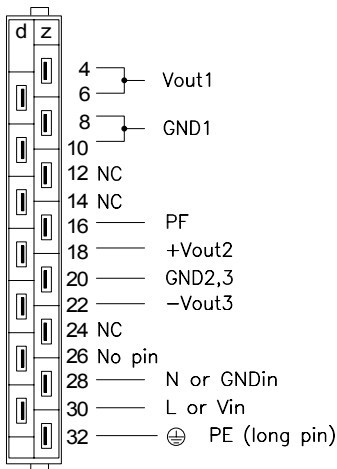 d z
4
Vout1
6
8
GND1
10
12 NC
14 NC
16 PF
18 +Vout2
20 GND2,3
22 −Vout3
24 NC
26 No pin
28 N or GNDin
30 L or Vin
32 PE (long pin)